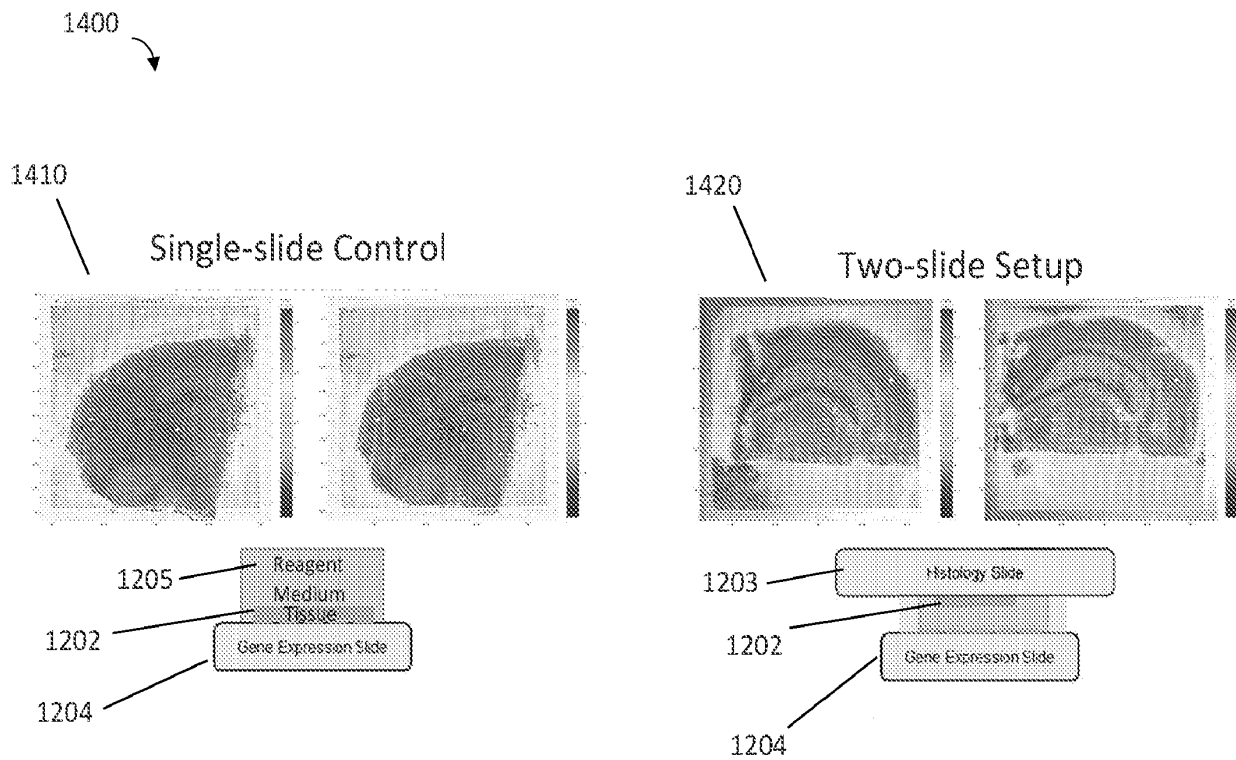 1400
1410
Single-slide Control
1420
Two-slide Setup
1205
Reagent
Medium
Tissue
1202
Gene Expression Slide
1204
1203
Histology Slide
1202
Gene Expression Slide
1204